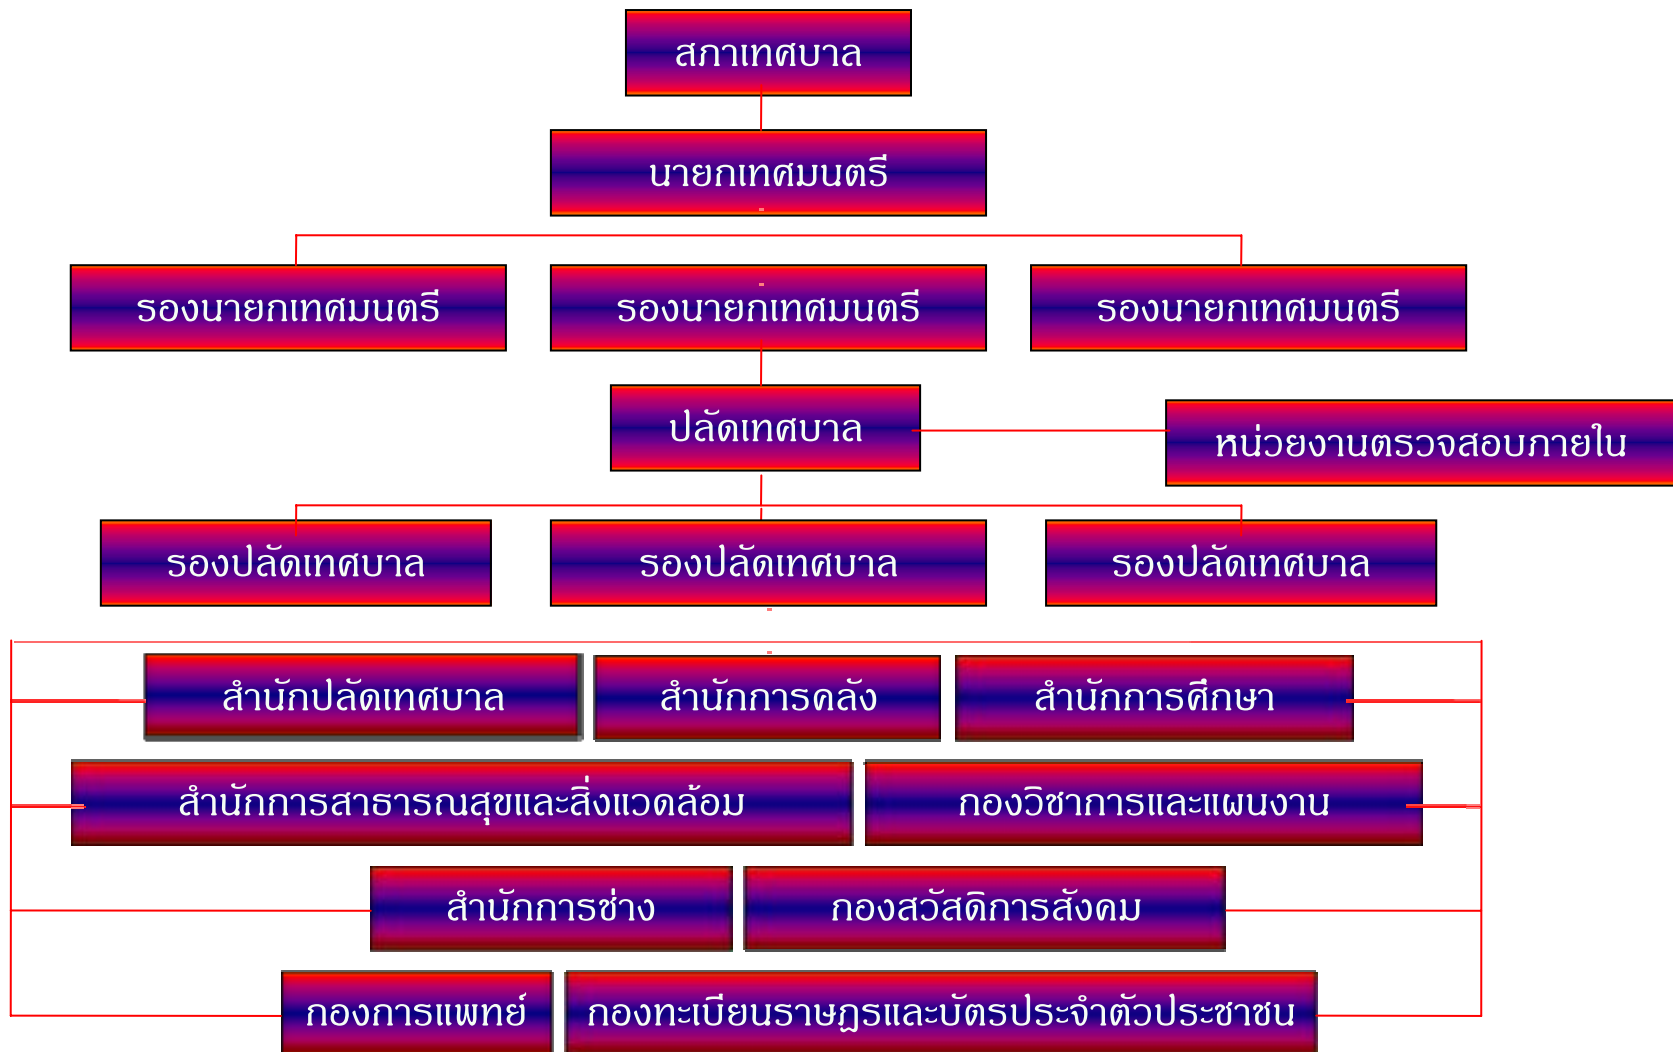 สภาเทศบาล
นายกเทศมนตรี
รองนายกเทศมนตรี
รองนายกเทศมนตรี
รองนายกเทศมนตรี
ปลัดเทศบาล
หน่วยงานตรวจสอบภายใน
รองปลัดเทศบาล
รองปลัดเทศบาล
รองปลัดเทศบาล
สำนักปลัดเทศบาล
สำนักการคลัง
สำนักการศึกษา
สำนักการสาธารณสุขและสิ่งแวดล้อม
กองวิชาการและแผนงาน
สำนักการช่าง
กองสวัสดิการสังคม
กองการแพทย์
กองทะเบียนราษฎรและบัตรประจำตัวประชาชน